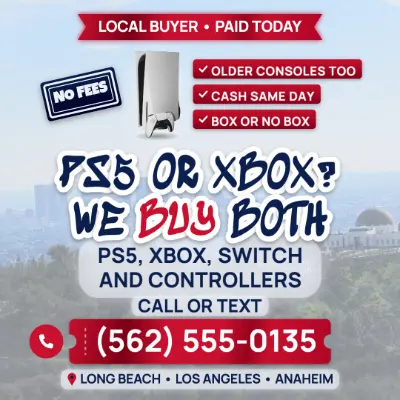 LOCAL BUYER • PAID TODAY
NO FEES
✓ OLDER CONSOLES TOO
✓ CASH SAME DAY
✓ BOX OR NO BOX
PS5 OR XBOX?
WE BUY BOTH
PS5, XBOX, SWITCH
AND CONTROLLERS
CALL OR TEXT
(562) 555-0135
LONG BEACH • LOS ANGELES • ANAHEIM